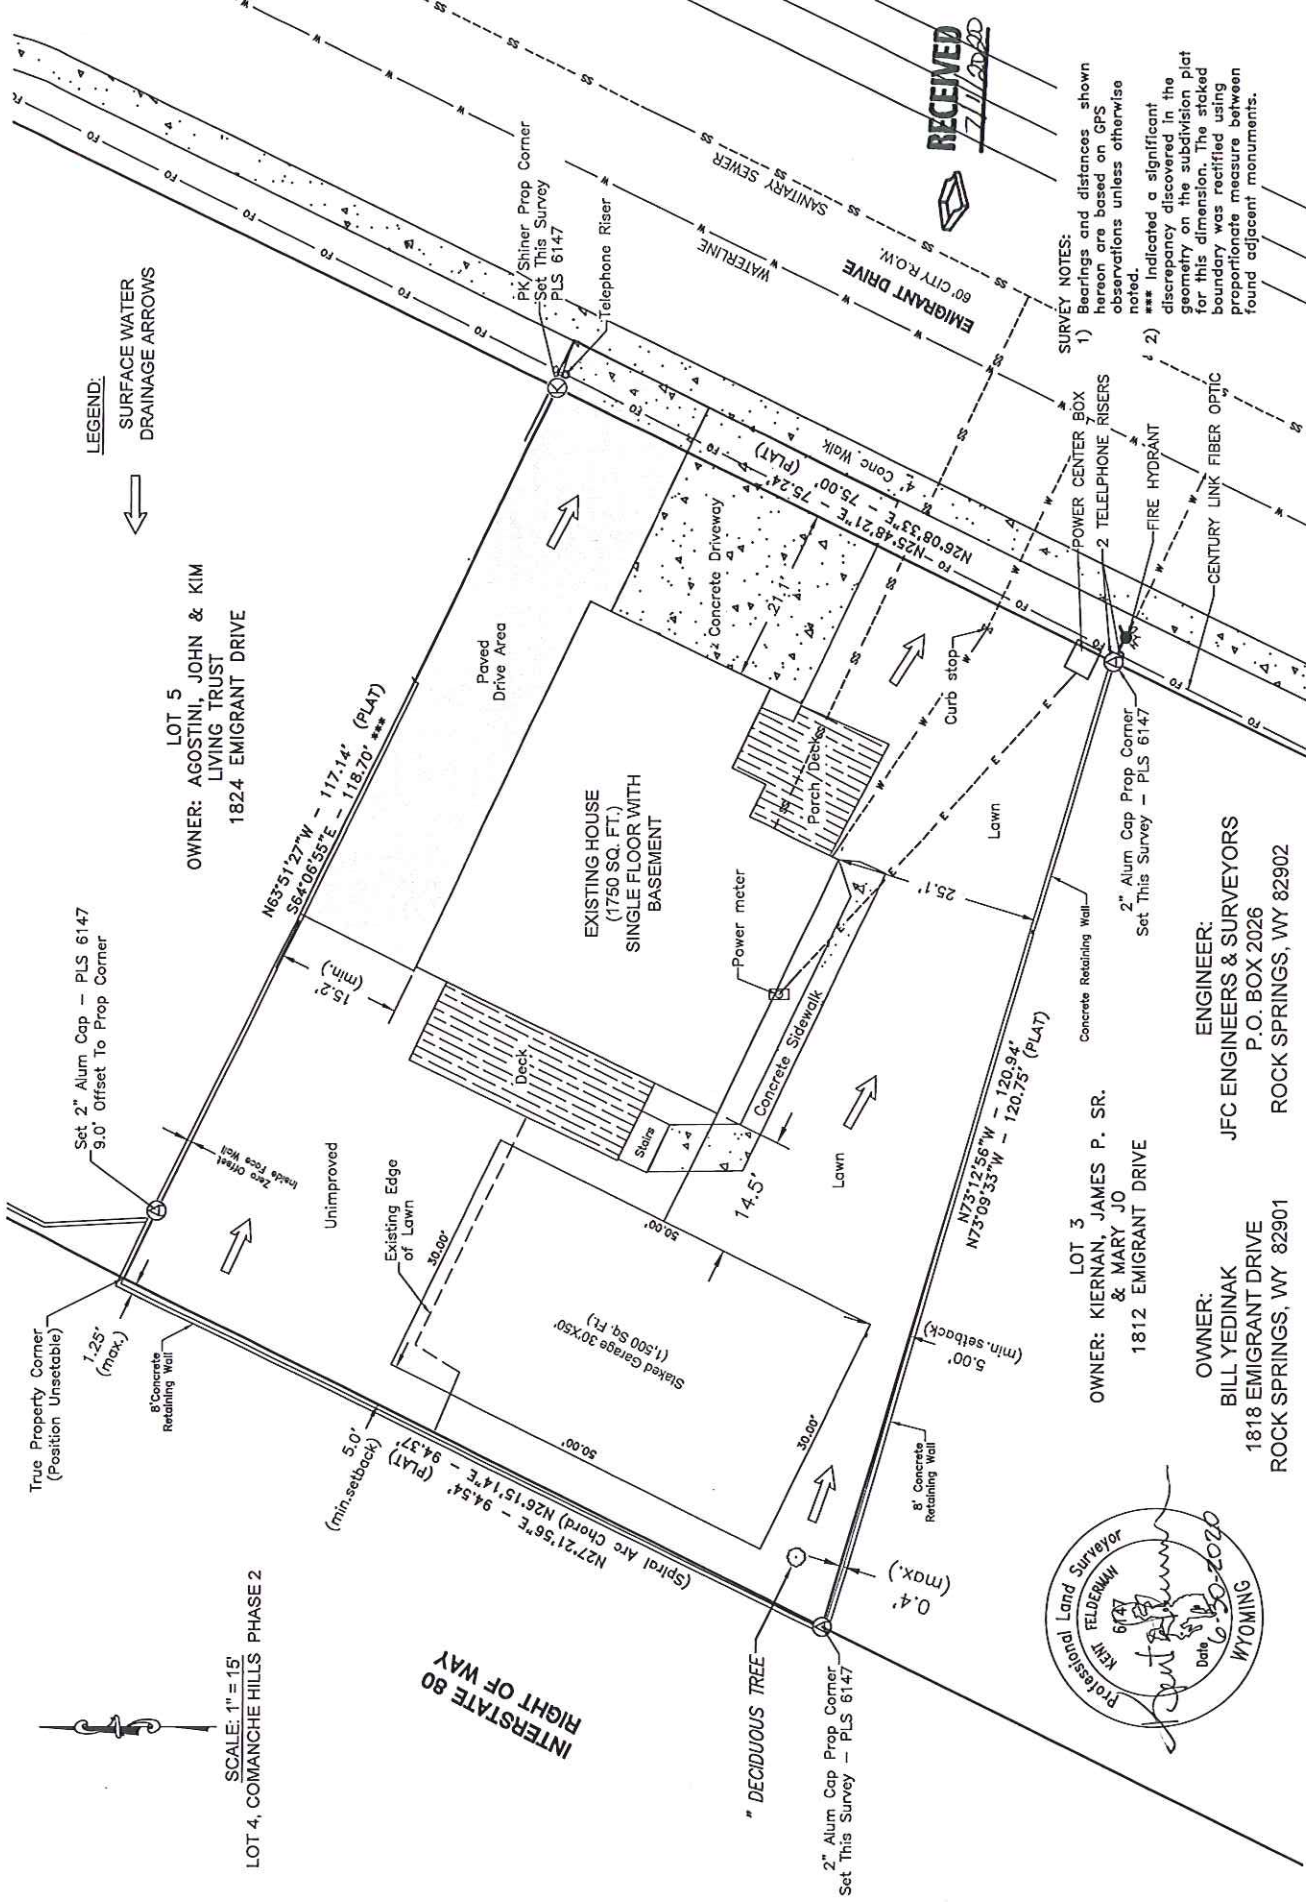 SCALE: 1" = 15'
LOT 4, COMANCHE HILLS PHASE 2
LEGEND:
SURFACE WATER
DRAINAGE ARROWS
True Property Corner
(Position Unsetable)
Set 2" Alum Cap - PLS 6147
9.0' Offset To Prop Corner
LOT 5
OWNER: AGOSTINI, JOHN & KIM
LIVING TRUST
1824 EMIGRANT DRIVE
1.25'
(max.)
8'Concrete
Retaining Wall
Zero Offset
Inside Face Wall
N63°51'27"W - 117.14' (PLAT)
S64°06'55"E - 118.70' ***
15.2'
(min.)
Unimproved
Existing Edge
of Lawn
Paved
Drive Area
PK Shiner Prop Corner
Set This Survey
PLS 6147
Telephone Riser
Deck
Stairs
EXISTING HOUSE
(1750 SQ. FT.)
SINGLE FLOOR WITH
BASEMENT
Concrete Driveway
21.1'
N25°48'21"E - 75.24'
N26°08'33"E - 75.00' (PLAT)
4' Conc Walk
WATERLINE
SANITARY SEWER
EMIGRANT DRIVE
60' CITY R.O.W.
Porch Deck
Power meter
Concrete Sidewalk
Curb stop
25.1'
Lawn
Lawn
14.5'
30.00'
50.00'
Staked Garage 30'X50'
(1,500 Sq. Ft.)
50.00'
30.00'
5.0'
(min.setback)
N27°21'56"E - 94.54' (PLAT)
(Spiral Arc Chord) N26°15'14"E - 94.37'
INTERSTATE 80
RIGHT OF WAY
" DECIDUOUS TREE
2" Alum Cap Prop Corner
Set This Survey - PLS 6147
0.4'
(max.)
8' Concrete
Retaining Wall
5.00'
(min.setback)
N73°12'56"W - 120.94'
N73°09'33"W - 120.75' (PLAT)
Concrete Retaining Wall
2" Alum Cap Prop Corner
Set This Survey - PLS 6147
POWER CENTER BOX
2 TELELPHONE RISERS
FIRE HYDRANT
CENTURY LINK FIBER OPTIC
LOT 3
OWNER: KIERNAN, JAMES P. SR.
& MARY JO
1812 EMIGRANT DRIVE
OWNER:
BILL YEDINAK
1818 EMIGRANT DRIVE
ROCK SPRINGS, WY 82901
ENGINEER:
JFC ENGINEERS & SURVEYORS
P.O. BOX 2026
ROCK SPRINGS, WY 82902
RECEIVED
7/1/2020
SURVEY NOTES:
1) Bearings and distances shown
hereon are based on GPS
observations unless otherwise
noted.
2) *** Indicated a significant
discrepancy discovered in the
geometry on the subdivision plat
for this dimension. The staked
boundary was rectified using
proportionate measure between
found adjacent monuments.
Professional Land Surveyor
KENT FELDERMAN
6147
Date 6-30-2020
WYOMING